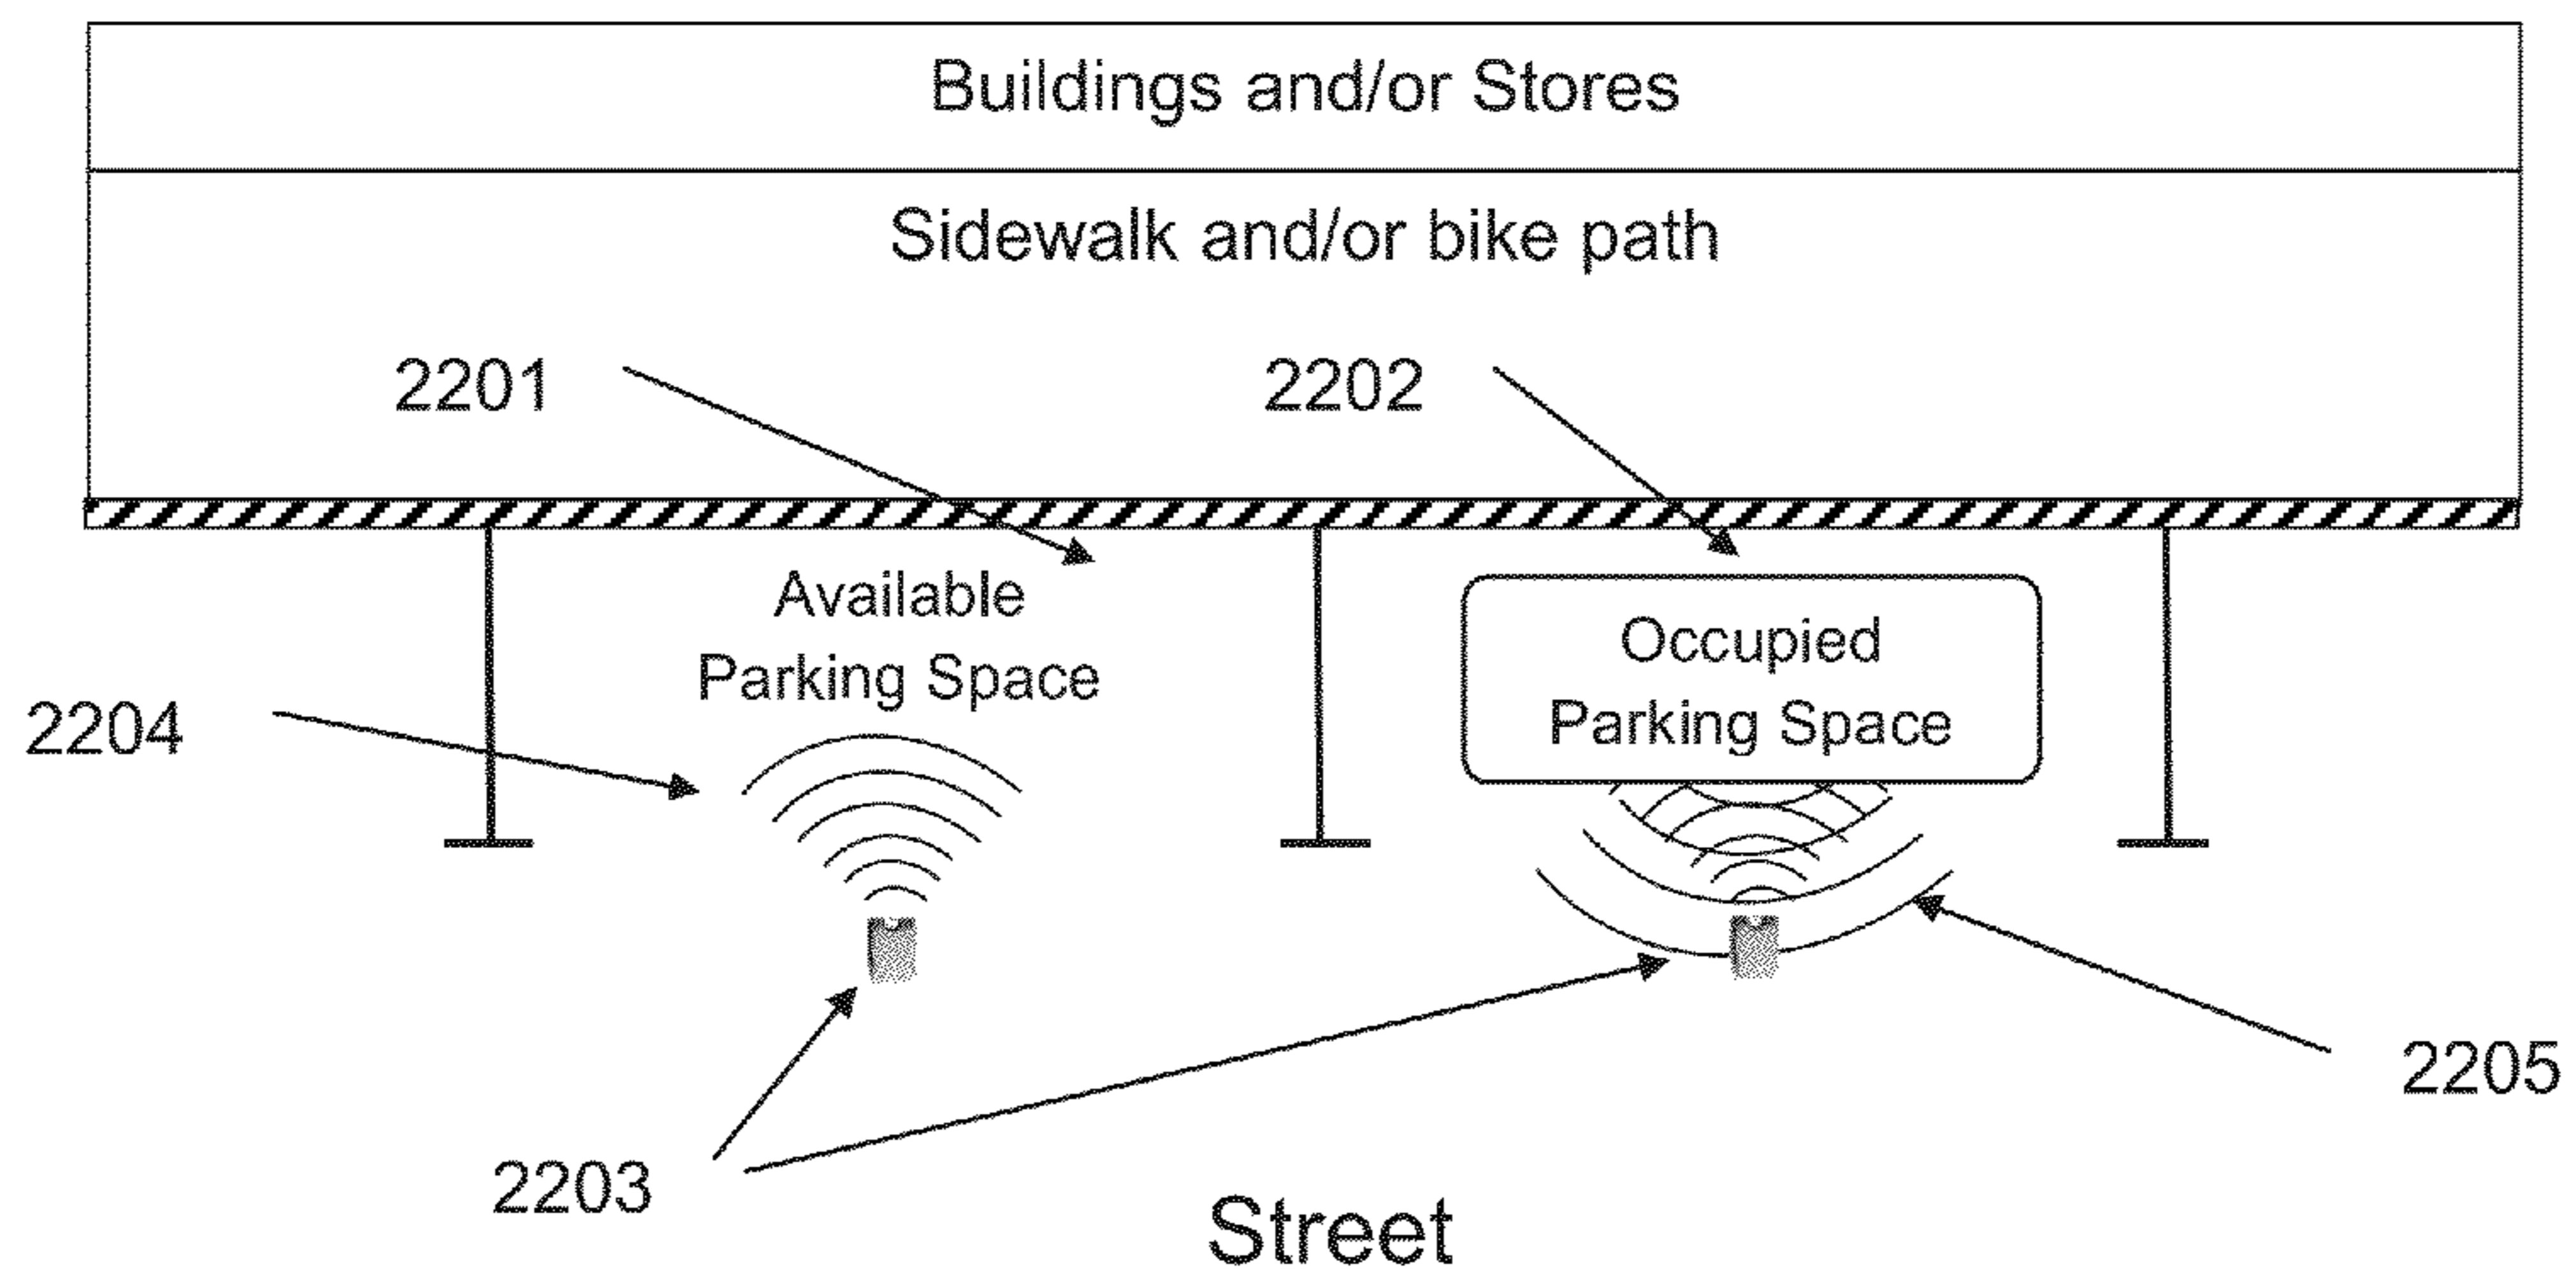 Buildings and/or Stores
Sidewalk and/or bike path
2201
2202
Available
Parking Space
Occupied
Parking Space
2204
2205
2203
Street